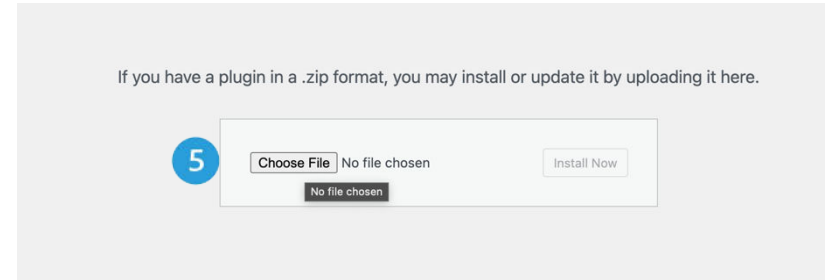 If you have a plugin in a .zip format, you may install or update it by uploading it here.
5
Choose File No file chosen
Install Now
No file chosen